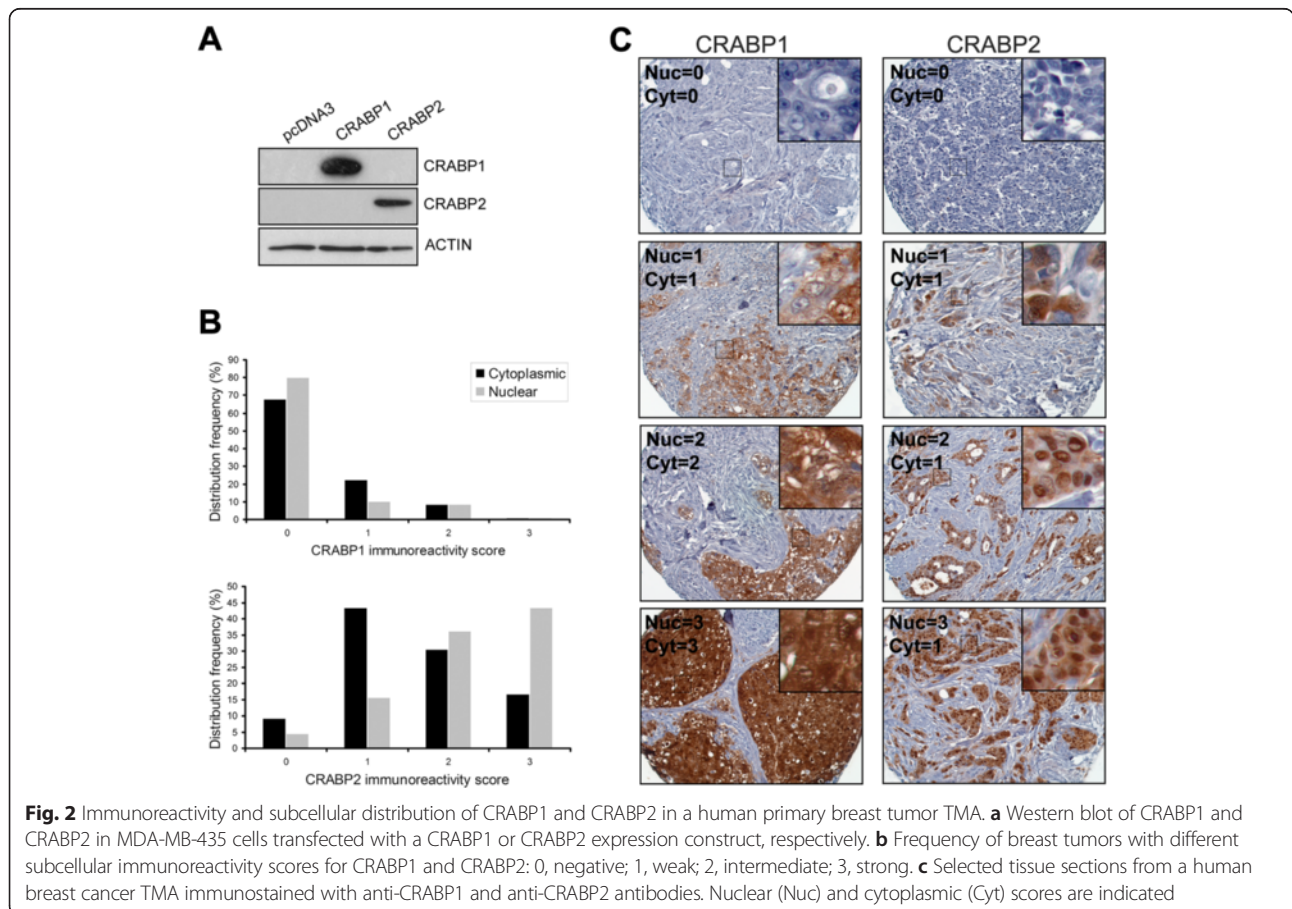 A
pcDNA3
CRABP1
CRABP2
CRABP1
CRABP2
ACTIN
B
Distribution frequency (%)
90
80
70
60
50
40
30
20
10
0
Cytoplasmic
Nuclear
0 1 2 3
CRABP1 immunoreactivity score
Distribution frequency (%)
50
45
40
35
30
25
20
15
10
5
0
0 1 2 3
CRABP2 immunoreactivity score
C
CRABP1 CRABP2
Nuc=0
Cyt=0
Nuc=0
Cyt=0
Nuc=1
Cyt=1
Nuc=1
Cyt=1
Nuc=2
Cyt=2
Nuc=2
Cyt=1
Nuc=3
Cyt=3
Nuc=3
Cyt=1
Fig. 2 Immunoreactivity and subcellular distribution of CRABP1 and CRABP2 in a human primary breast tumor TMA. a Western blot of CRABP1 and
CRABP2 in MDA-MB-435 cells transfected with a CRABP1 or CRABP2 expression construct, respectively. b Frequency of breast tumors with different
subcellular immunoreactivity scores for CRABP1 and CRABP2: 0, negative; 1, weak; 2, intermediate; 3, strong. c Selected tissue sections from a human
breast cancer TMA immunostained with anti-CRABP1 and anti-CRABP2 antibodies. Nuclear (Nuc) and cytoplasmic (Cyt) scores are indicated